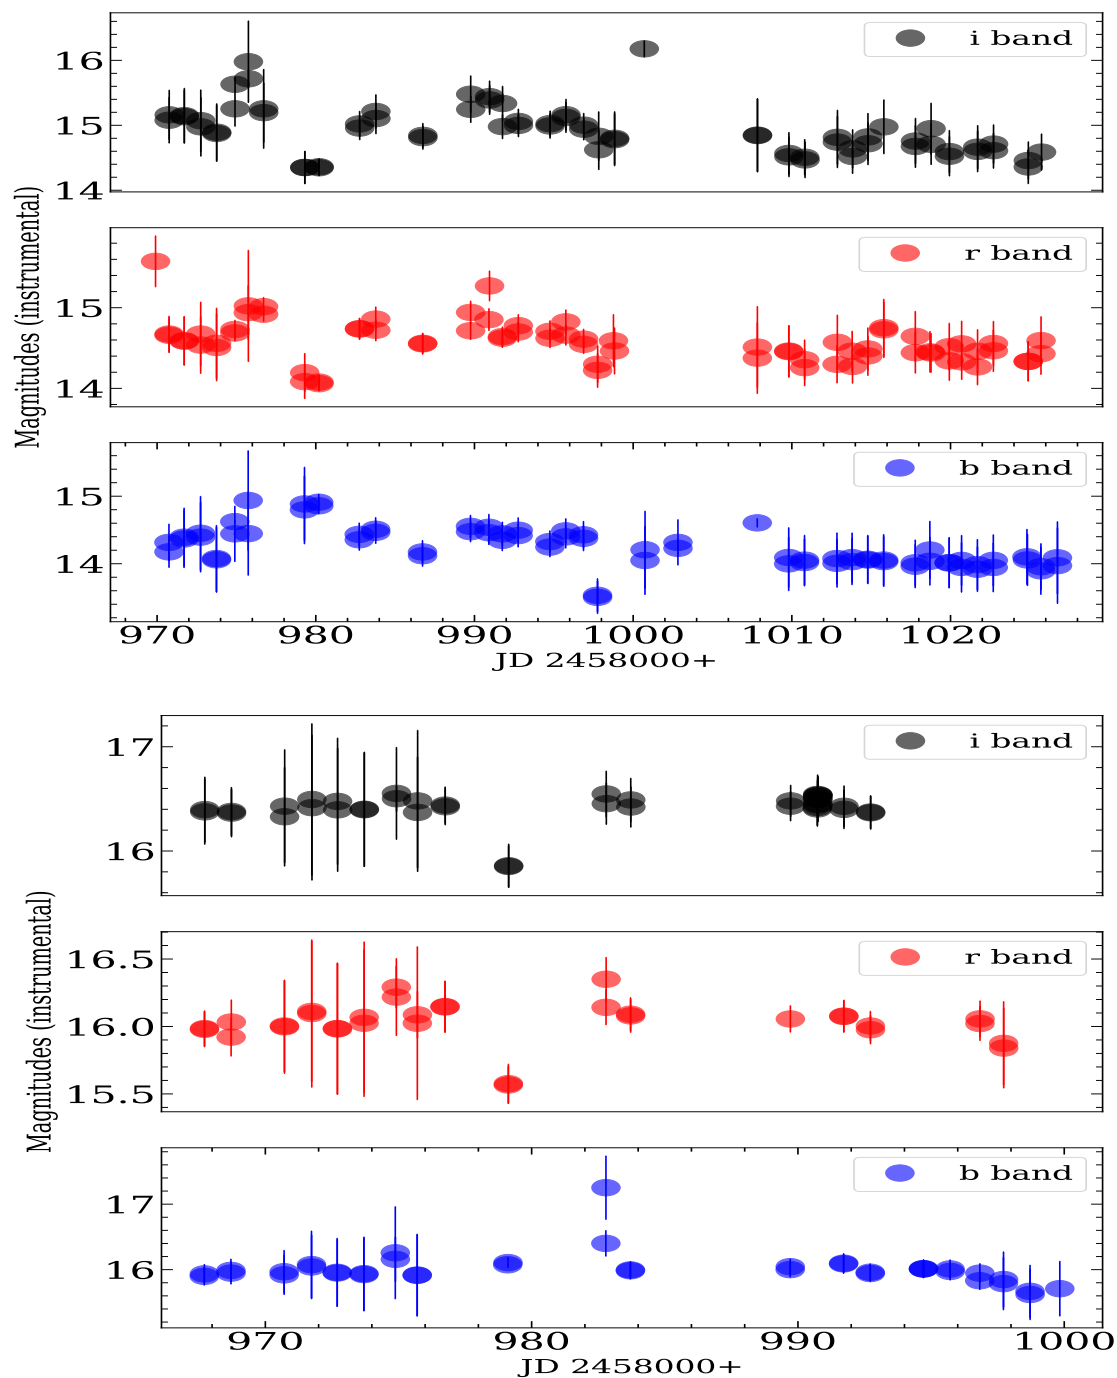 i band
16
15
14
r band
15
14
Magnitudes (instrumental)
b band
15
14
970 980 990 1000 1010 1020
JD 2458000+
i band
17
16
r band
16.5
16.0
15.5
Magnitudes (instrumental)
b band
17
16
970 980 990 1000
JD 2458000+